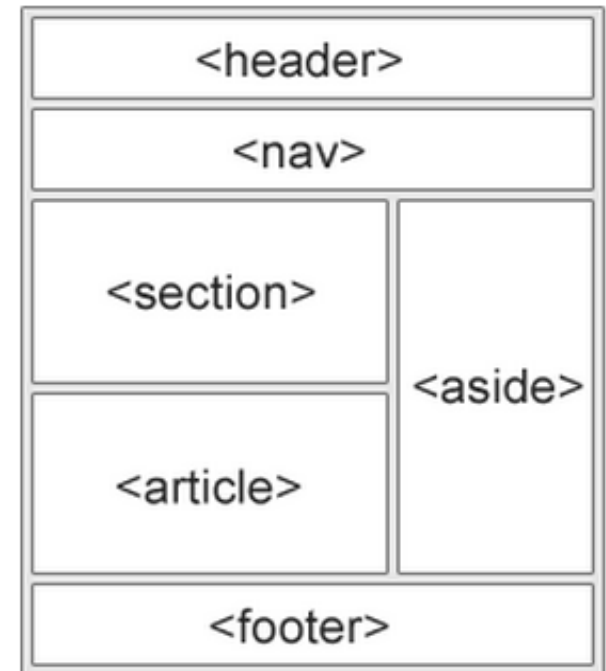 <header>
<nav>
<section>
<aside>
<article>
<footer>